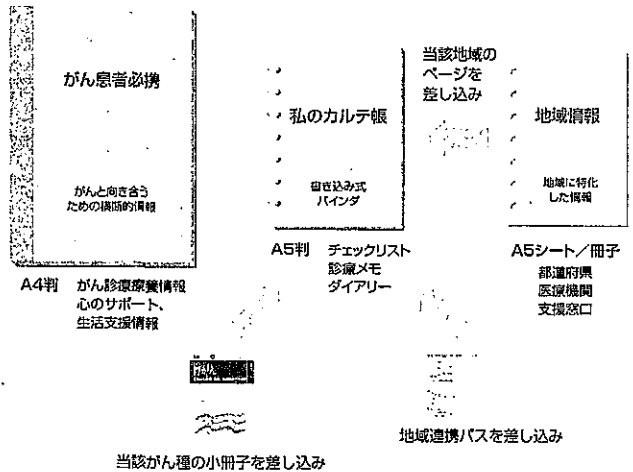 がん患者必携
がんと向き合う
ための横断的情報
A4判 がん診療療養情報
心のサポート、
生活支援情報
私のカルテ帳
書き込み式
バインダ
A5判 チェックリスト
診療メモ
ダイアリー
当該地域の
ページを
差し込み
地域情報
地域に特化
した情報
A5シート／冊子
都道府県
医療機関
支援窓口
当該がん種の小冊子を差し込み
地域連携パスを差し込み